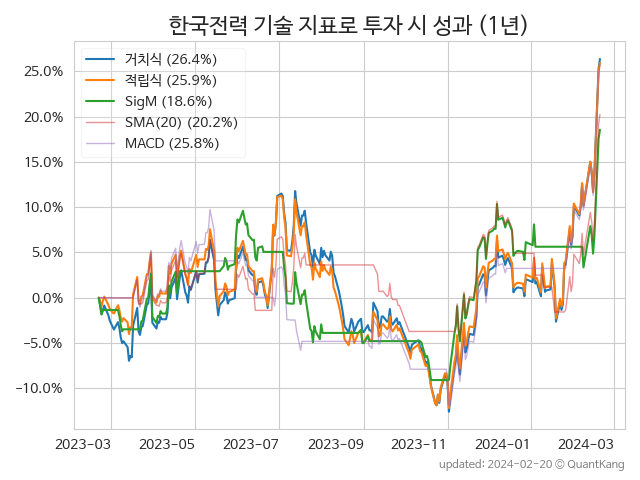 한국전력 기술 지표로 투자 시 성과 (1년)
거치식 (26.4%)
적립식 (25.9%)
SigM (18.6%)
SMA(20) (20.2%)
MACD (25.8%)
25.0%
20.0%
15.0%
10.0%
5.0%
0.0%
−5.0%
−10.0%
2023-03 2023-05 2023-07 2023-09 2023-11 2024-01 2024-03
updated: 2024-02-20 © QuantKang